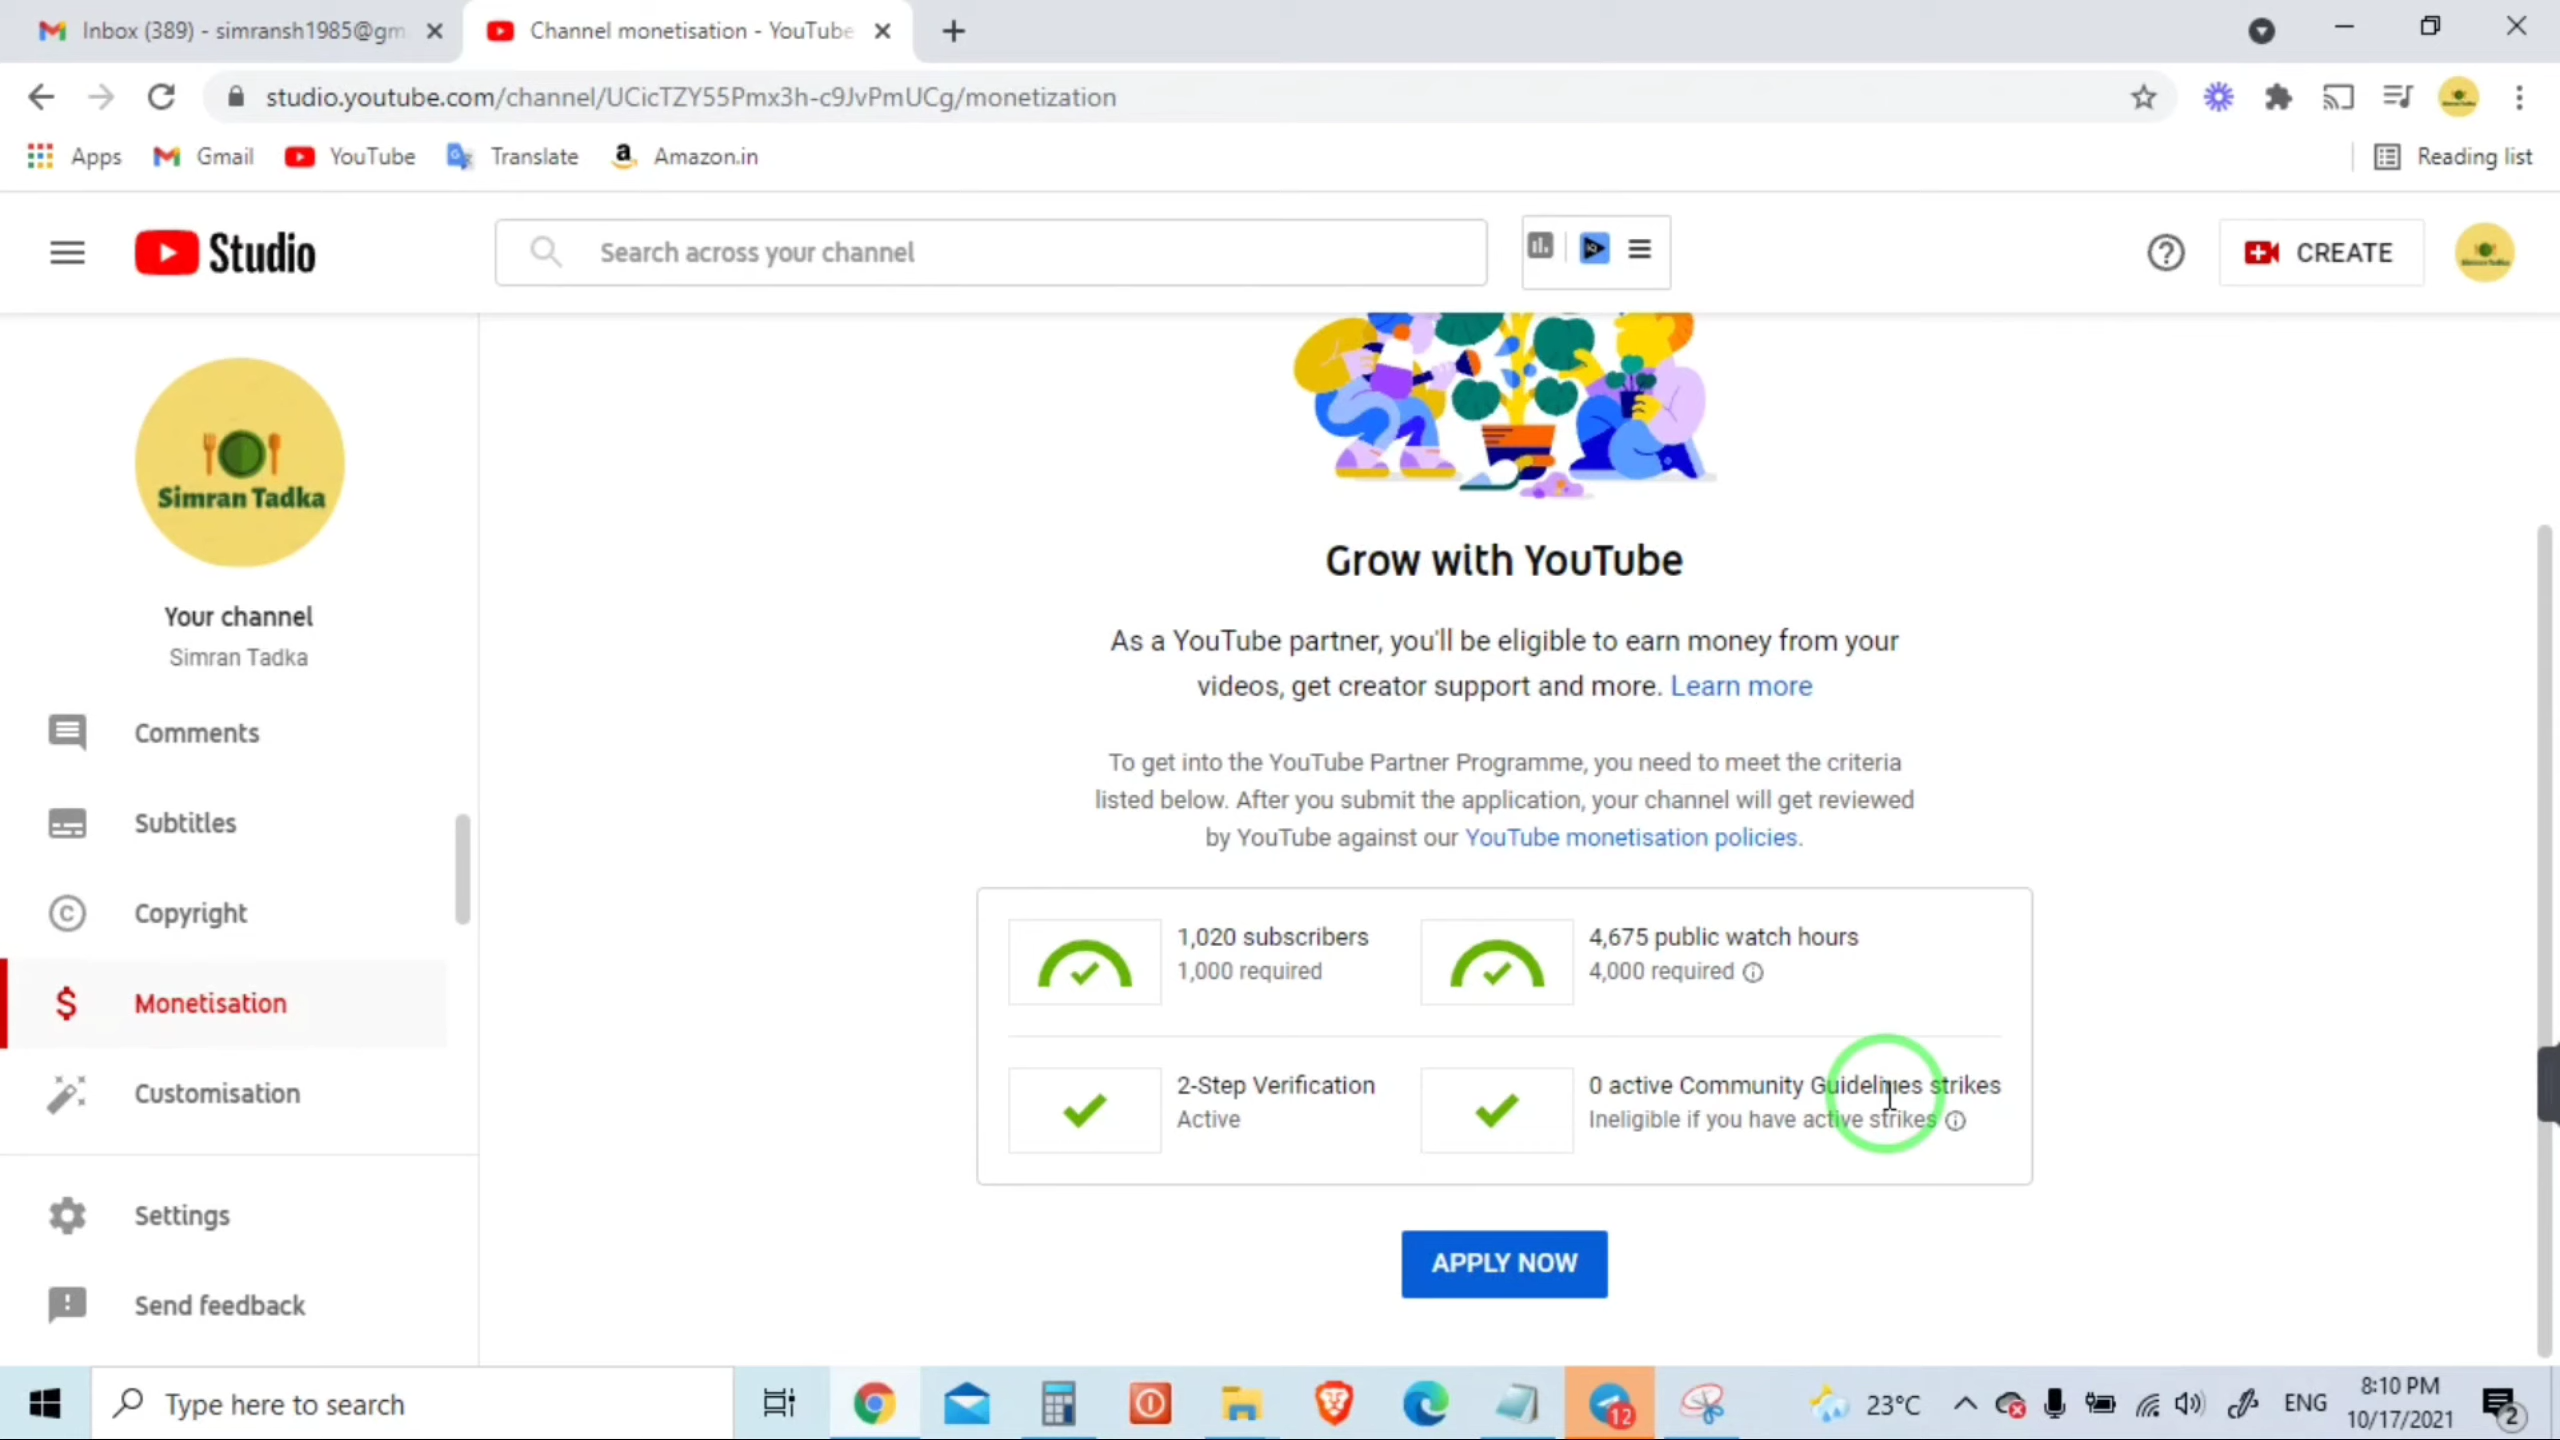 Inbox (389) - simransh1985@gm
Channel monetisation - YouTube
studio.youtube.com/channel/UCicTZY55Pmx3h-c9JvPmUCg/monetization
Apps
Gmail
YouTube
Translate
Amazon.in
Reading list
Studio
Search across your channel
CREATE
Simran Tadka
Your channel
Simran Tadka
Comments
Subtitles
Copyright
Monetisation
Customisation
Settings
Send feedback
Grow with YouTube
As a YouTube partner, you'll be eligible to earn money from your
videos, get creator support and more. Learn more
To get into the YouTube Partner Programme, you need to meet the criteria
listed below. After you submit the application, your channel will get reviewed
by YouTube against our YouTube monetisation policies.
1,020 subscribers
1,000 required
4,675 public watch hours
4,000 required
2-Step Verification
Active
0 active Community Guidelines strikes
Ineligible if you have active strikes
APPLY NOW
Type here to search
12
23°C
ENG
8:10 PM
10/17/2021
2